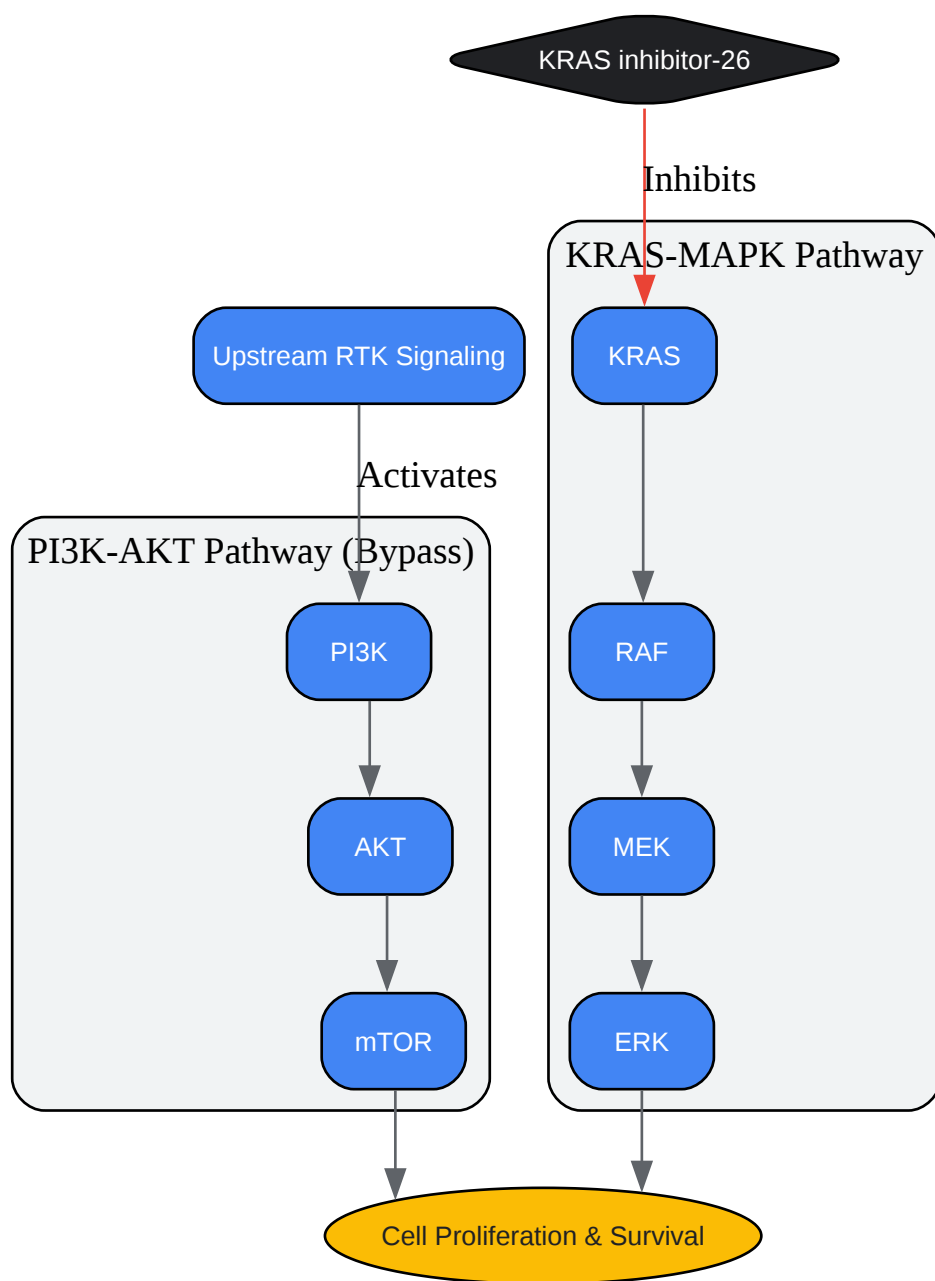 KRAS inhibitor-26
Inhibits
KRAS-MAPK Pathway
Upstream RTK Signaling
KRAS
Activates
PI3K-AKT Pathway (Bypass)
PI3K
RAF
AKT
MEK
mTOR
ERK
Cell Proliferation & Survival